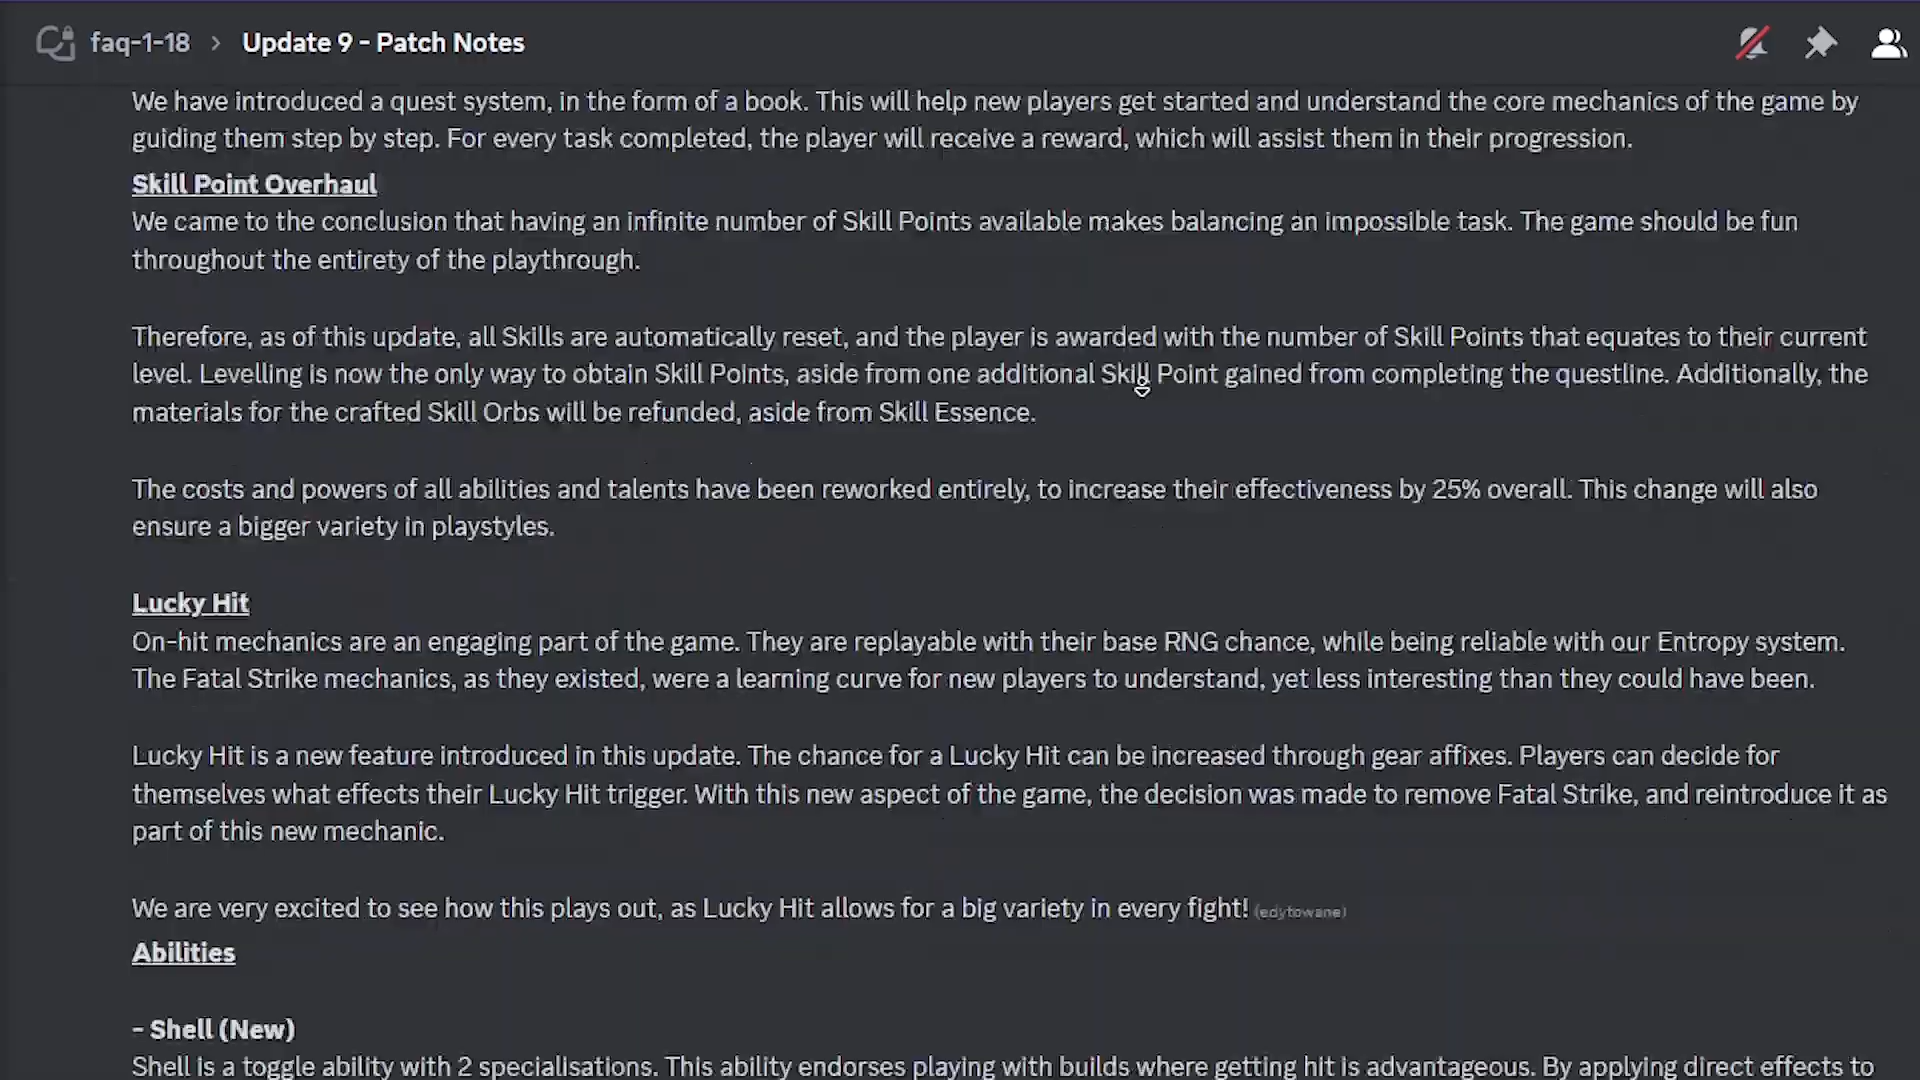 faq-1-18 > Update 9 - Patch Notes
We have introduced a quest system, in the form of a book. This will help new players get started and understand the core mechanics of the game by
guiding them step by step. For every task completed, the player will receive a reward, which will assist them in their progression.
Skill Point Overhaul
We came to the conclusion that having an infinite number of Skill Points available makes balancing an impossible task. The game should be fun
throughout the entirety of the playthrough.
Therefore, as of this update, all Skills are automatically reset, and the player is awarded with the number of Skill Points that equates to their current
level. Levelling is now the only way to obtain Skill Points, aside from one additional Skill Point gained from completing the questline. Additionally, the
materials for the crafted Skill Orbs will be refunded, aside from Skill Essence.
The costs and powers of all abilities and talents have been reworked entirely, to increase their effectiveness by 25% overall. This change will also
ensure a bigger variety in playstyles.
Lucky Hit
On-hit mechanics are an engaging part of the game. They are replayable with their base RNG chance, while being reliable with our Entropy system.
The Fatal Strike mechanics, as they existed, were a learning curve for new players to understand, yet less interesting than they could have been.
Lucky Hit is a new feature introduced in this update. The chance for a Lucky Hit can be increased through gear affixes. Players can decide for
themselves what effects their Lucky Hit trigger. With this new aspect of the game, the decision was made to remove Fatal Strike, and reintroduce it as
part of this new mechanic.
We are very excited to see how this plays out, as Lucky Hit allows for a big variety in every fight! (edytowane)
Abilities
- Shell (New)
Shell is a toggle ability with 2 specialisations. This ability endorses playing with builds where getting hit is advantageous. By applying direct effects to